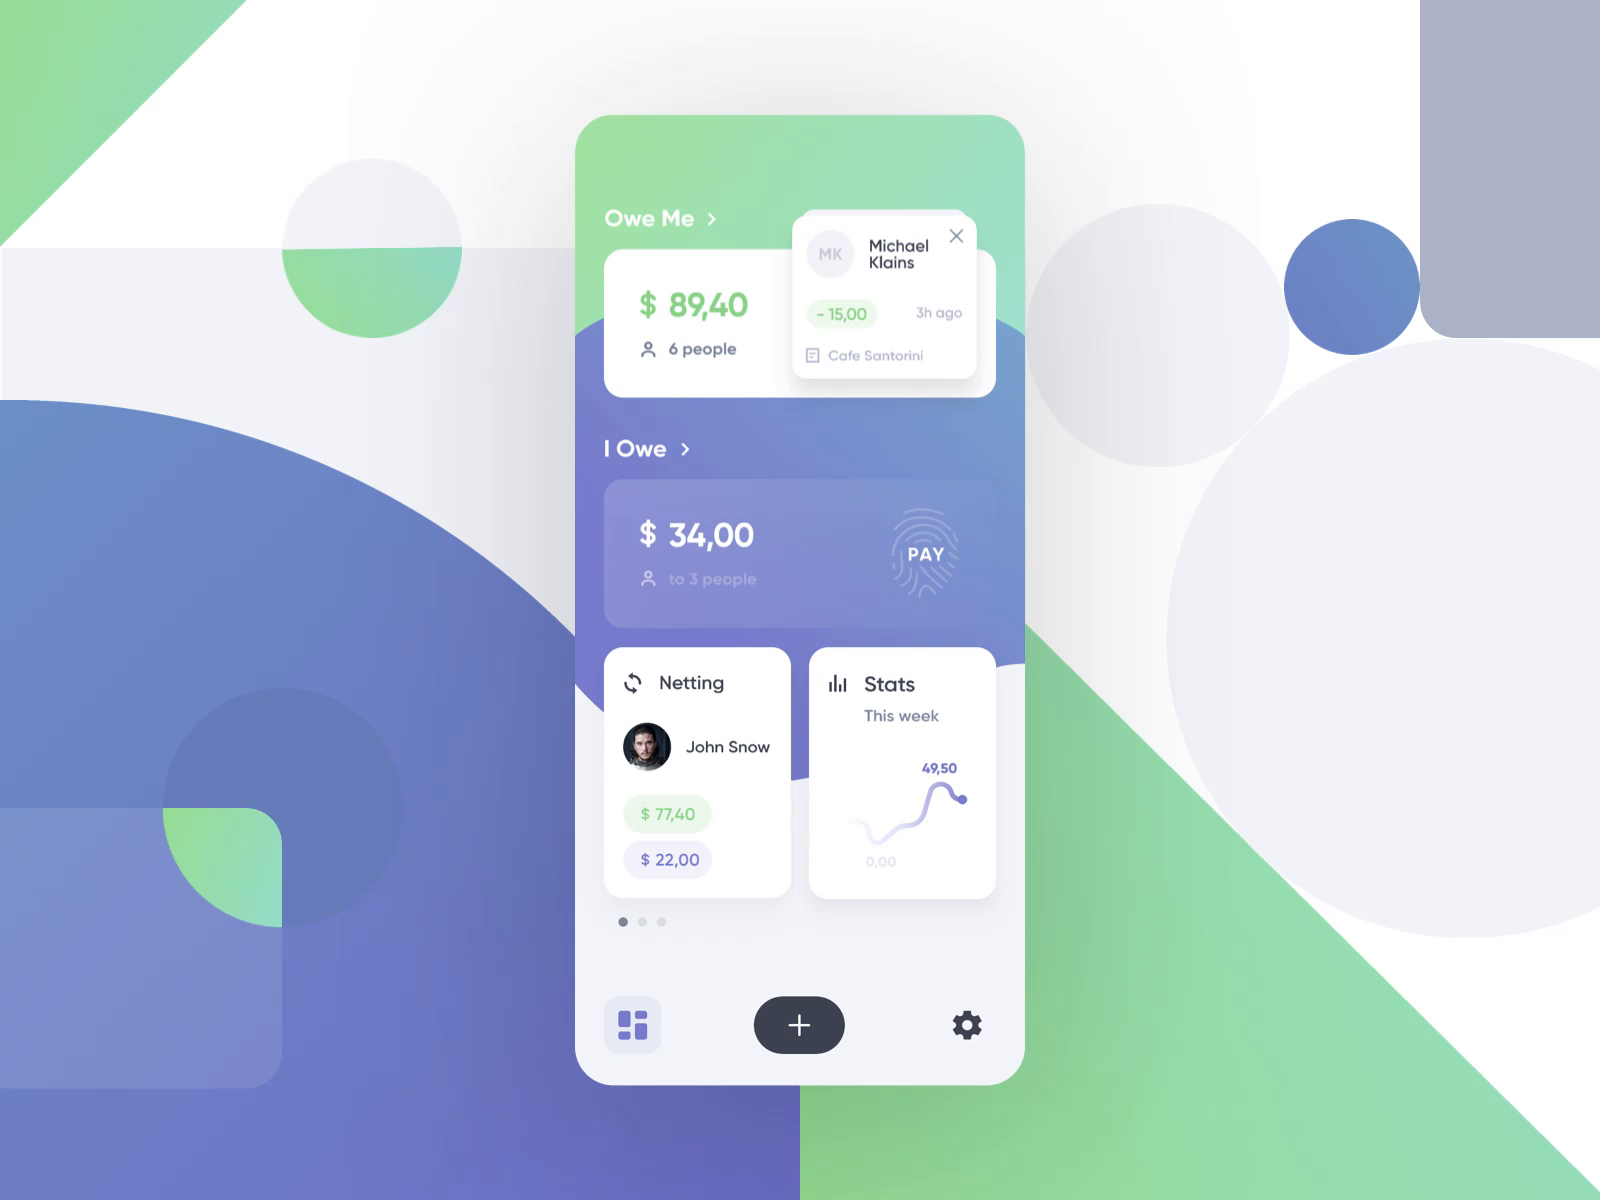 Owe Me
MK
Michael
Klains
$ 89,40
- 15,00
3h ago
6 people
Cafe Santorini
I Owe
$ 34,00
PAY
to 3 people
Netting
John Snow
$ 77,40
$ 22,00
Stats
This week
49,50
0,00